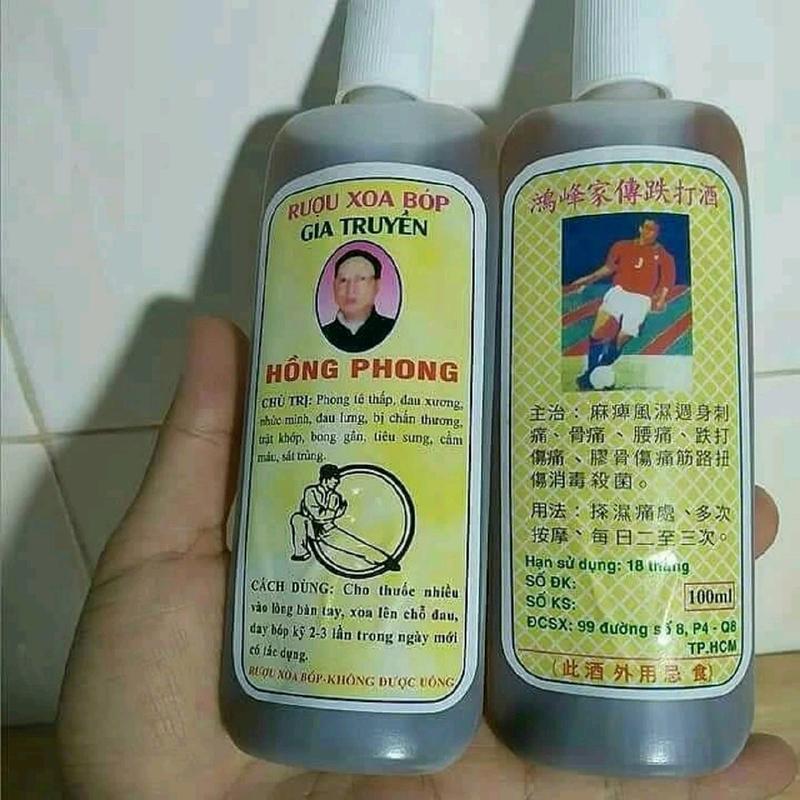 RƯỢU XOA BÓP
GIA TRUYỀN
HỒNG PHONG
CHỦ TRỊ: Phong tê thấp, đau xương,
nhức mình, đau lưng, bị chấn thương,
trật khớp, bong gân, tiêu sưng, cầm
máu, sát trùng.
CÁCH DÙNG: Cho thuốc nhiều
vào lòng bàn tay, xoa lên chỗ đau,
day bóp kỹ 2-3 lần trong ngày mới
có tác dụng.
RƯỢU XOA BÓP-KHÔNG ĐƯỢC UỐNG
鴻峰家傳跌打酒
主治：麻痺風濕週身刺
痛、骨痛、腰痛、跌打
傷痛、膠骨傷痛筋路扭
傷消毒殺菌。
用法：搽濕痛處、多次
按摩、每日二至三次。
Hạn sử dụng: 18 tháng
SỐ ĐK:
SỐ KS:
100ml
ĐCSX: 99 đường số 8, P4 - Q8
TP.HCM
(此酒外用忌食)